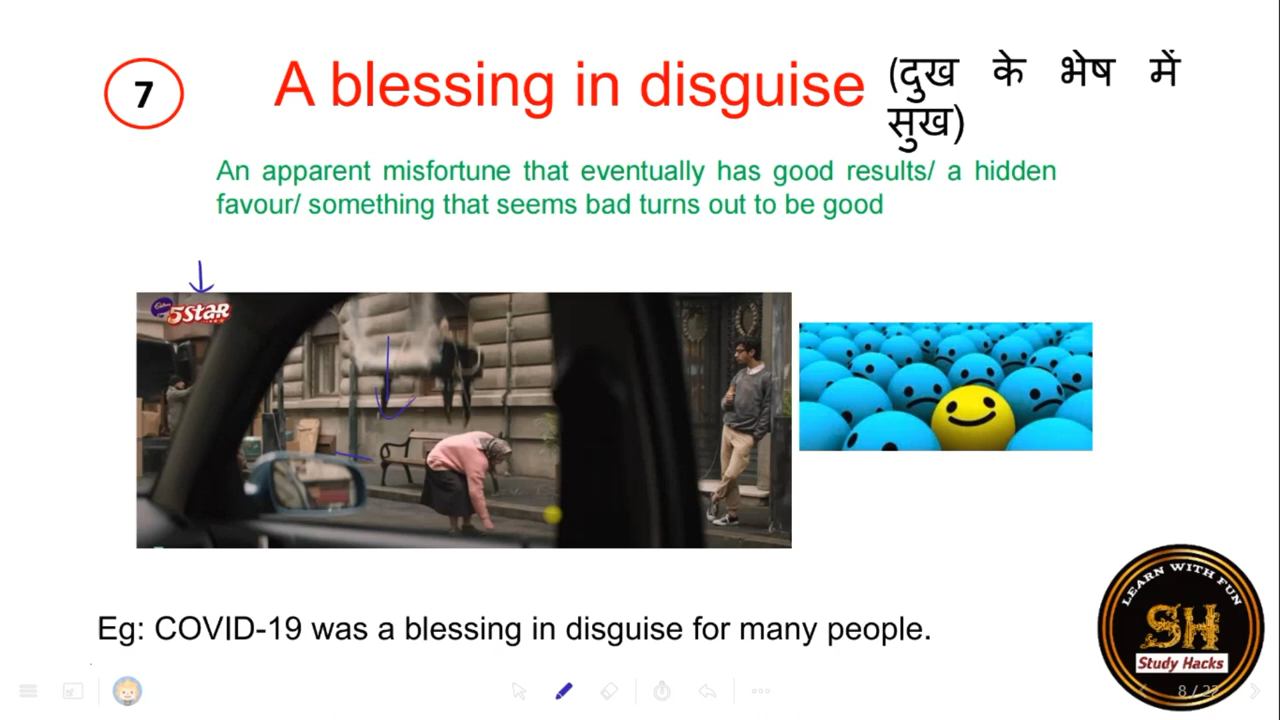 7
A blessing in disguise
(दुख के भेष में
सुख)
An apparent misfortune that eventually has good results/ a hidden
favour/ something that seems bad turns out to be good
Cadbury
5STAR
Eg: COVID-19 was a blessing in disguise for many people.
LEARN WITH FUN
SH
Study Hacks
8 / 22